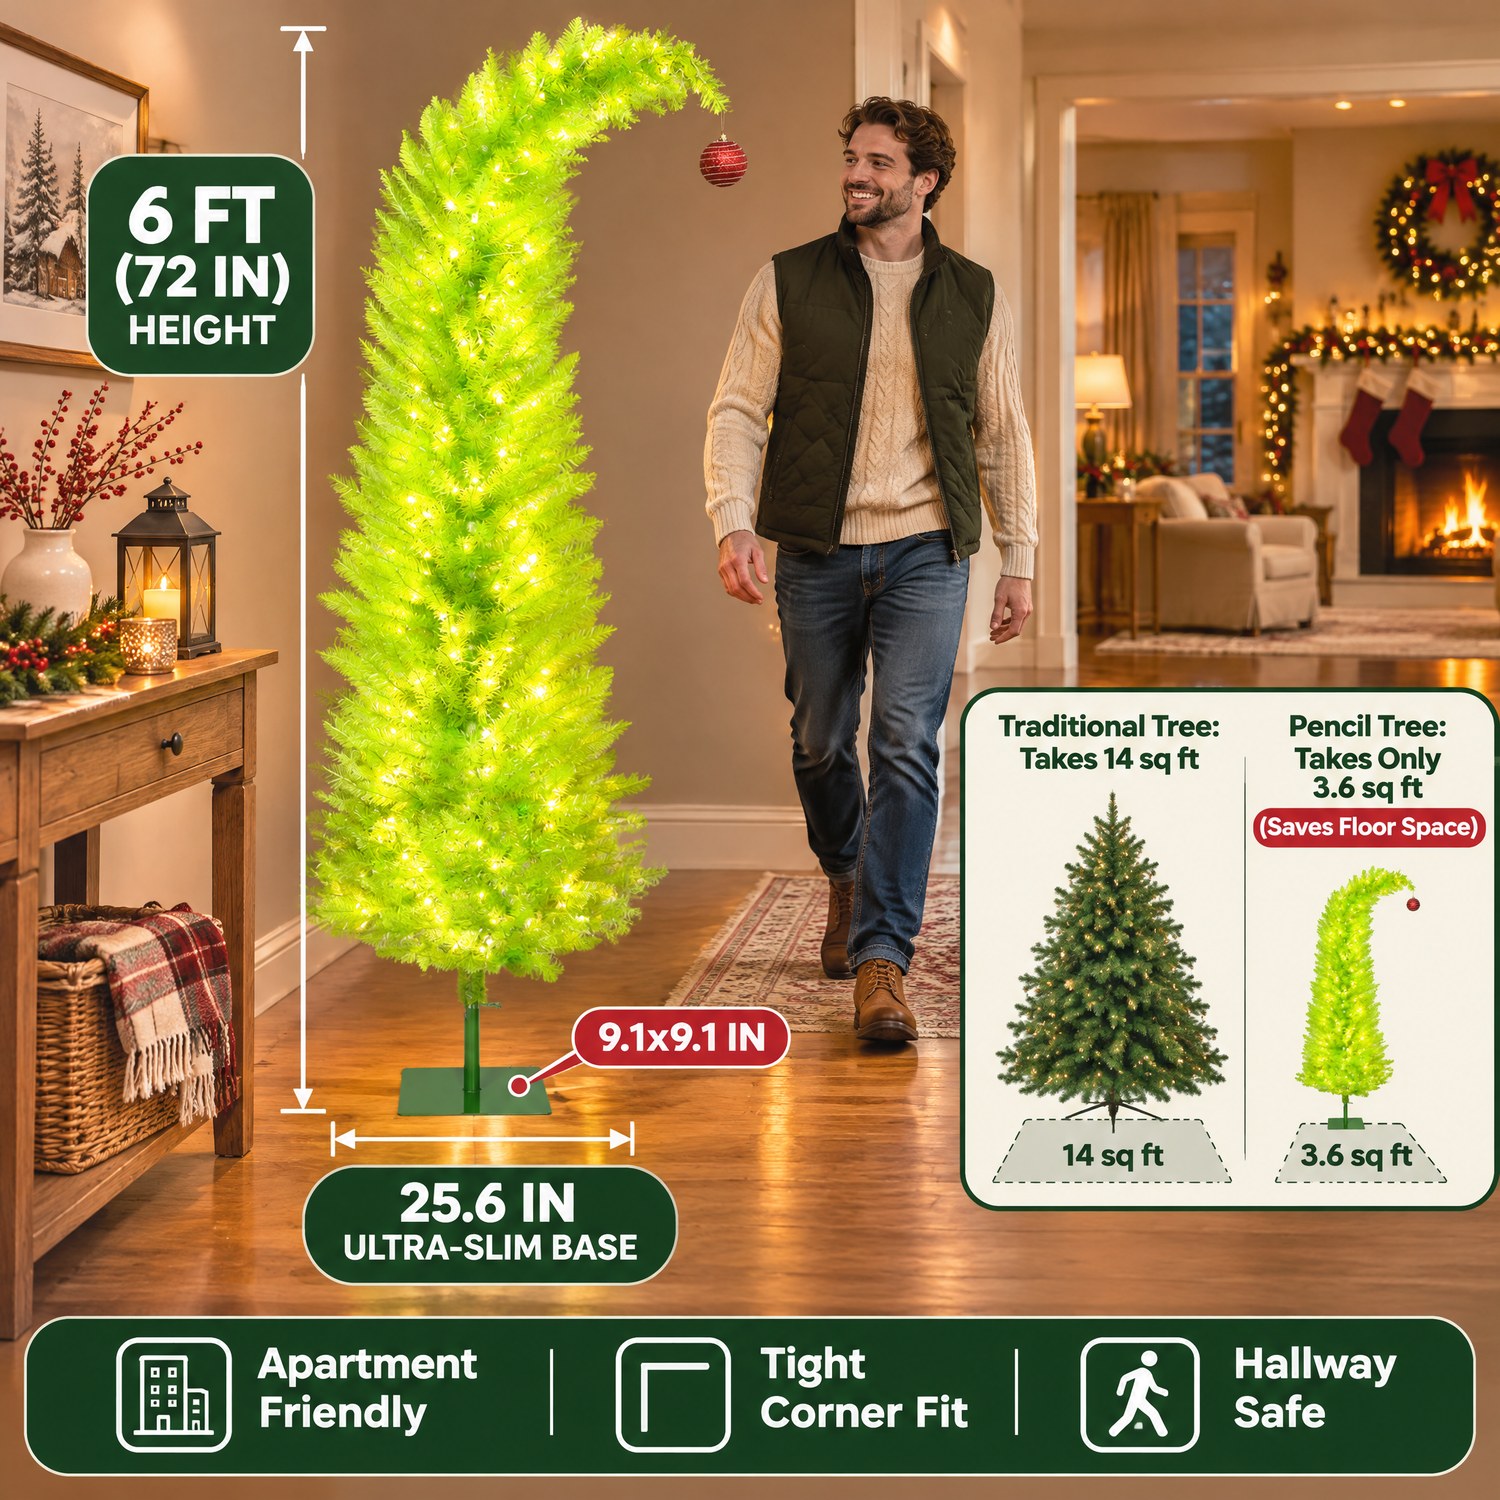 6 FT
(72 IN)
HEIGHT
9.1x9.1 IN
25.6 IN
ULTRA-SLIM BASE
Traditional Tree:
Takes 14 sq ft
14 sq ft
Pencil Tree:
Takes Only
3.6 sq ft
(Saves Floor Space)
3.6 sq ft
Apartment
Friendly
Tight
Corner Fit
Hallway
Safe